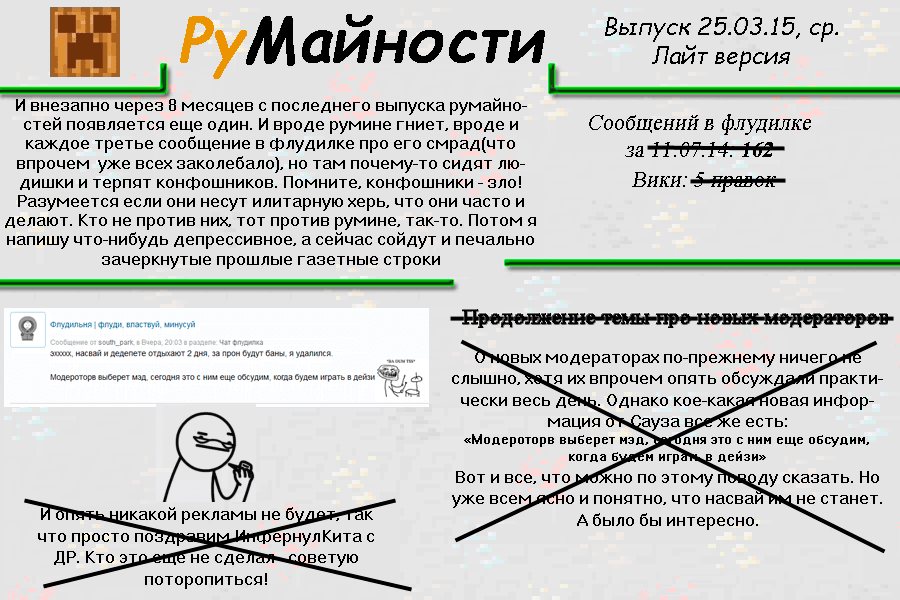 РуМайности
Выпуск 25.03.15, ср.
Лайт версия
И внезапно через 8 месяцев с последнего выпуска румайно-
стей появляется еще один. И вроде румине гниет, вроде и
каждое третье сообщение в флудилке про его смрад(что
впрочем уже всех заколебало), но там почему-то сидят лю-
дишки и терпят конфошников. Помните, конфошники - зло!
Разумеется если они несут илитарную херь, что они часто и
делают. Кто не против них, тот против румине, так-то. Потом я
напишу что-нибудь депрессивное, а сейчас сойдут и печально
зачеркнутые прошлые газетные строки
Сообщений в флудилке
за 11.07.14: 162
Вики: 5 правок
Флудильня | флуди, властвуй, минусуй
Сообщение от south_park, в Вчера, 20:03 в разделе: Чат флудилка
эххххх, насвай и дедепете отдыхают 2 дня, за прон будут баны, я удалился.
Модероторв выберет мэд, сегодня это с ним еще обсудим, когда будем играть в дейзи
*BA DUM TSS*
И опять никакой рекламы не будет, так
что просто поздравим ИнфернулКита с
ДР. Кто это еще не сделал - советую
поторопиться!
Продолжение темы про новых модераторов
О новых модераторах по-прежнему ничего не
слышно, хотя их впрочем опять обсуждали практи-
чески весь день. Однако кое-какая новая инфор-
мация от Сауза все же есть:
«Модероторв выберет мэд, сегодня это с ним еще обсудим,
когда будем играть в дейзи»
Вот и все, что можно по этому поводу сказать. Но
уже всем ясно и понятно, что насвай им не станет.
А было бы интересно.